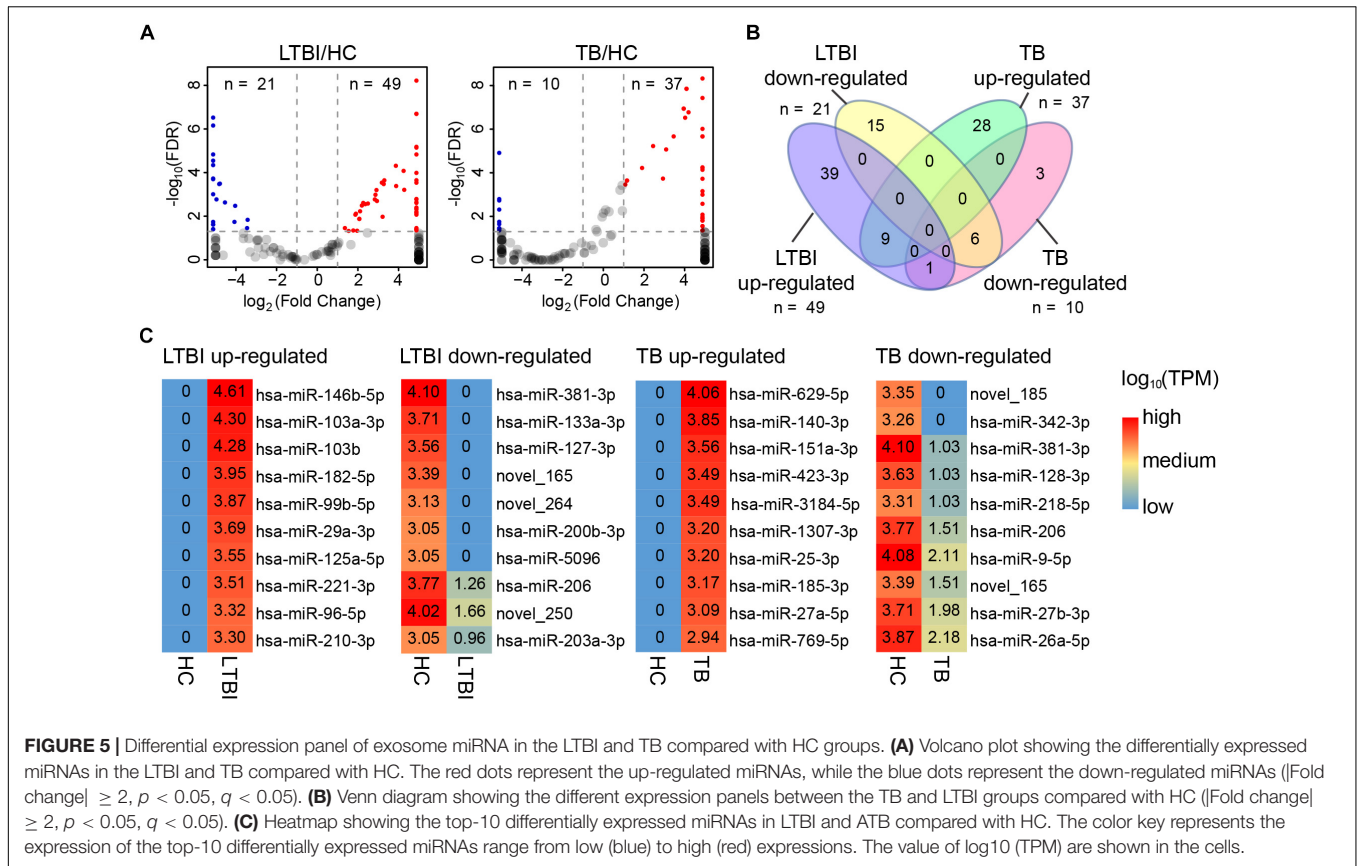 A
LTBI/HC
n = 21
n = 49
-log10(FDR)
8
6
4
2
0
−4
−2
0
2
4
log2 (Fold Change)
TB/HC
n = 10
n = 37
-log10(FDR)
8
6
4
2
0
−4
−2
0
2
4
log2 (Fold Change)
B
LTBI
down-regulated
n = 21
TB
up-regulated
n = 37
15
28
0
39
0
0
3
0
0
0
9
0
0
6
1
LTBI
up-regulated
n = 49
TB
down-regulated
n = 10
C
LTBI up-regulated
0 4.61 hsa-miR-146b-5p
0 4.30 hsa-miR-103a-3p
0 4.28 hsa-miR-103b
0 3.95 hsa-miR-182-5p
0 3.87 hsa-miR-99b-5p
0 3.69 hsa-miR-29a-3p
0 3.55 hsa-miR-125a-5p
0 3.51 hsa-miR-221-3p
0 3.32 hsa-miR-96-5p
0 3.30 hsa-miR-210-3p
HC LTBI
LTBI down-regulated
4.10 0 hsa-miR-381-3p
3.71 0 hsa-miR-133a-3p
3.56 0 hsa-miR-127-3p
3.39 0 novel_165
3.13 0 novel_264
3.05 0 hsa-miR-200b-3p
3.05 0 hsa-miR-5096
3.77 1.26 hsa-miR-206
4.02 1.66 novel_250
3.05 0.96 hsa-miR-203a-3p
HC LTBI
TB up-regulated
0 4.06 hsa-miR-629-5p
0 3.85 hsa-miR-140-3p
0 3.56 hsa-miR-151a-3p
0 3.49 hsa-miR-423-3p
0 3.49 hsa-miR-3184-5p
0 3.20 hsa-miR-1307-3p
0 3.20 hsa-miR-25-3p
0 3.17 hsa-miR-185-3p
0 3.09 hsa-miR-27a-5p
0 2.94 hsa-miR-769-5p
HC TB
TB down-regulated
3.35 0 novel_185
3.26 0 hsa-miR-342-3p
4.10 1.03 hsa-miR-381-3p
3.63 1.03 hsa-miR-128-3p
3.31 1.03 hsa-miR-218-5p
3.77 1.51 hsa-miR-206
4.08 2.11 hsa-miR-9-5p
3.39 1.51 novel_165
3.71 1.98 hsa-miR-27b-3p
3.87 2.18 hsa-miR-26a-5p
HC TB
log10(TPM)
high
medium
low
FIGURE 5 | Differential expression panel of exosome miRNA in the LTBI and TB compared with HC groups. (A) Volcano plot showing the differentially expressed
miRNAs in the LTBI and TB compared with HC. The red dots represent the up-regulated miRNAs, while the blue dots represent the down-regulated miRNAs (|Fold
change| ≥ 2, p < 0.05, q < 0.05). (B) Venn diagram showing the different expression panels between the TB and LTBI groups compared with HC (|Fold change|
≥ 2, p < 0.05, q < 0.05). (C) Heatmap showing the top-10 differentially expressed miRNAs in LTBI and ATB compared with HC. The color key represents the
expression of the top-10 differentially expressed miRNAs range from low (blue) to high (red) expressions. The value of log10 (TPM) are shown in the cells.